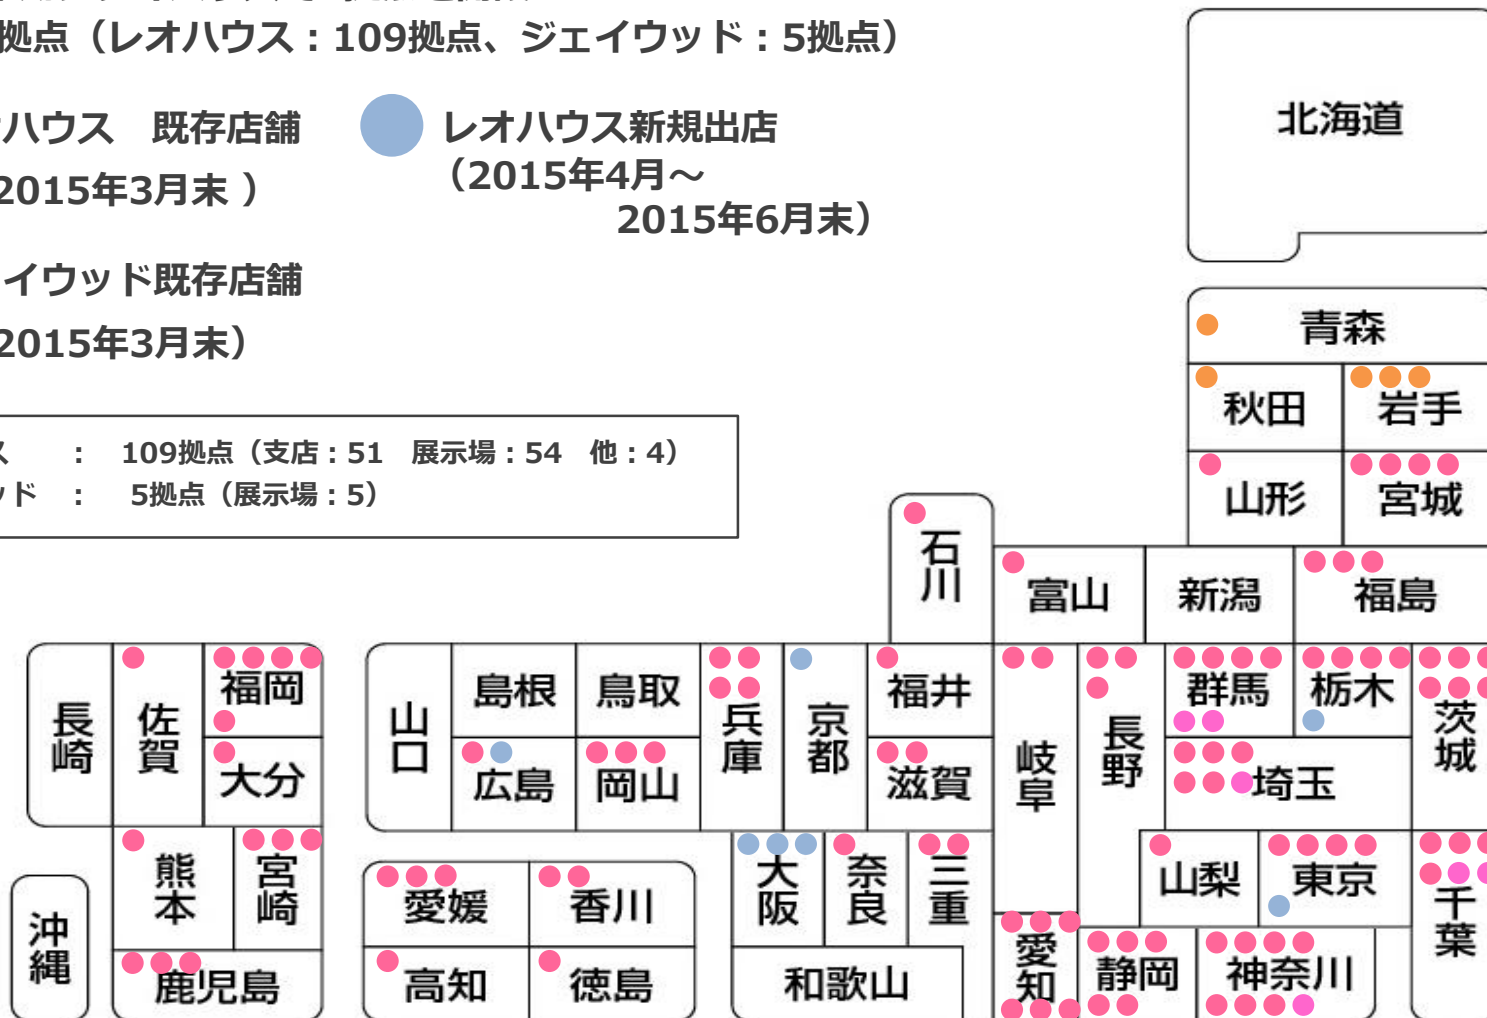 拠点（レオハウス：109拠点、ジェイウッド：5拠点）
ハウス　既存店舗
レオハウス新規出店
2015年3月末 ）
（2015年4月～
2015年6月末）
イウッド既存店舗
2015年3月末）
ス　：　109拠点（支店：51　展示場：54　他：4）
ッド　：　5拠点（展示場：5）
北海道
青森
秋田
岩手
山形
宮城
石川
富山
新潟
福島
長崎
佐賀
福岡
大分
熊本
宮崎
鹿児島
沖縄
山口
島根
鳥取
広島
岡山
兵庫
京都
福井
滋賀
岐阜
長野
群馬
栃木
茨城
埼玉
愛媛
香川
高知
徳島
大阪
奈良
三重
和歌山
愛知
静岡
山梨
東京
神奈川
千葉